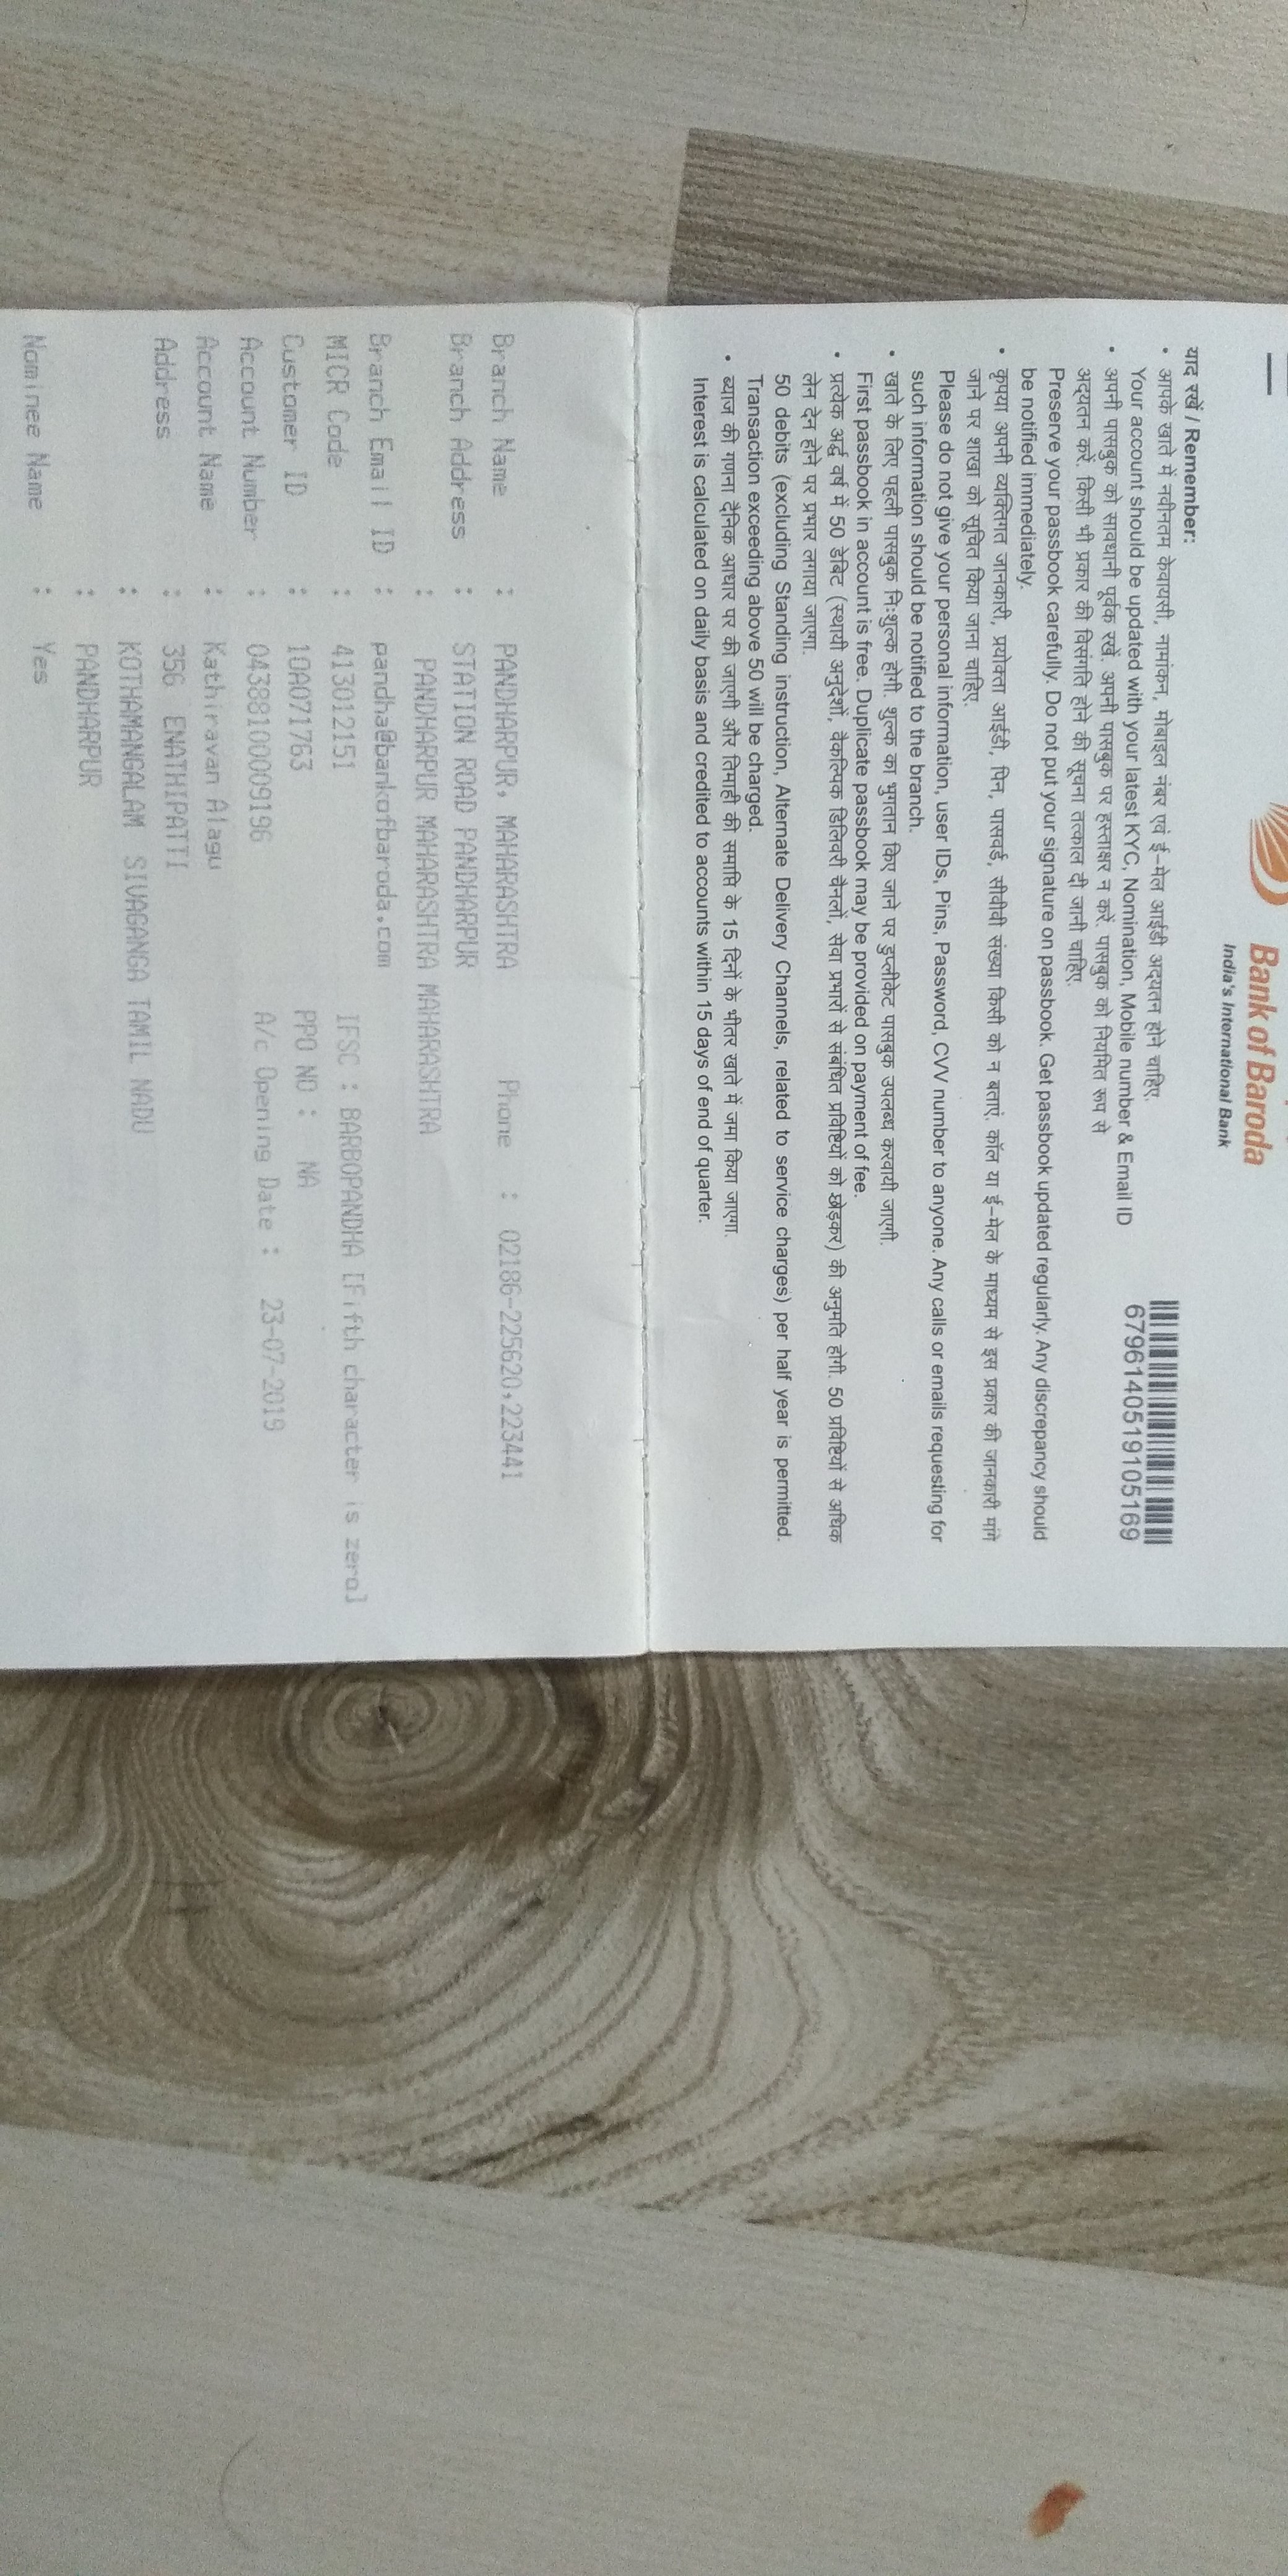 Bank of Baroda
India's International Bank
6796140519105169
याद रखें / Remember:
• आपके खाते में नवीनतम केवायसी, नामांकन, मोबाइल नंबर एवं ई-मेल आईडी अद्यतन होने चाहिए.
Your account should be updated with your latest KYC, Nomination, Mobile number & Email ID
• अपनी पासबुक को सावधानी पूर्वक रखें. अपनी पासबुक पर हस्ताक्षर न करें. पासबुक को नियमित रूप से
अद्यतन करें. किसी भी प्रकार की विसंगति होने की सूचना तत्काल दी जानी चाहिए.
Preserve your passbook carefully. Do not put your signature on passbook. Get passbook updated regularly. Any discrepancy should
be notified immediately.
• कृपया अपनी व्यक्तिगत जानकारी, प्रयोक्ता आईडी, पिन, पासवर्ड, सीवीवी संख्या किसी को न बताएं. कॉल या ई-मेल के माध्यम से इस प्रकार की जानकारी मांगे
जाने पर शाखा को सूचित किया जाना चाहिए.
Please do not give your personal information, user IDs, Pins, Password, CVV number to anyone. Any calls or emails requesting for
such information should be notified to the branch.
• खाते के लिए पहली पासबुक निःशुल्क होगी. शुल्क का भुगतान किए जाने पर डुप्लीकेट पासबुक उपलब्ध करवायी जाएगी.
First passbook in account is free. Duplicate passbook may be provided on payment of fee.
• प्रत्येक अर्द्ध वर्ष में 50 डेबिट (स्थायी अनुदेशों, वैकल्पिक डिलिवरी चैनलों, सेवा प्रभारों से संबंधित प्रविष्टियों को छोड़कर) की अनुमति होगी. 50 प्रविष्टियों से अधिक
लेन देन होने पर प्रभार लगाया जाएगा.
50 debits (excluding Standing instruction, Alternate Delivery Channels, related to service charges) per half year is permitted.
Transaction exceeding above 50 will be charged.
• ब्याज की गणना दैनिक आधार पर की जाएगी और तिमाही की समाप्ति के 15 दिनों के भीतर खाते में जमा किया जाएगा.
Interest is calculated on daily basis and credited to accounts within 15 days of end of quarter.
Branch Name : PANDHARPUR, MAHARASHTRA Phone : 02186-225620,223441
Branch Address : STATION ROAD PANDHARPUR
: PANDHARPUR MAHARASHTRA MAHARASHTRA
Branch Email ID : pandha@bankofbaroda.com
MICR Code : 413012151 IFSC : BARB0PANDHA [Fifth character is zero]
Customer ID : 10A071763 PPO NO : NA
Account Number : 04388100009196 A/c Opening Date : 23-07-2019
Account Name : Kathiravan Alagu
Address : 356 ENATHIPATTI
: KOTHAMANGALAM SIVAGANGA TAMIL NADU
: PANDHARPUR
Nominee Name : Yes